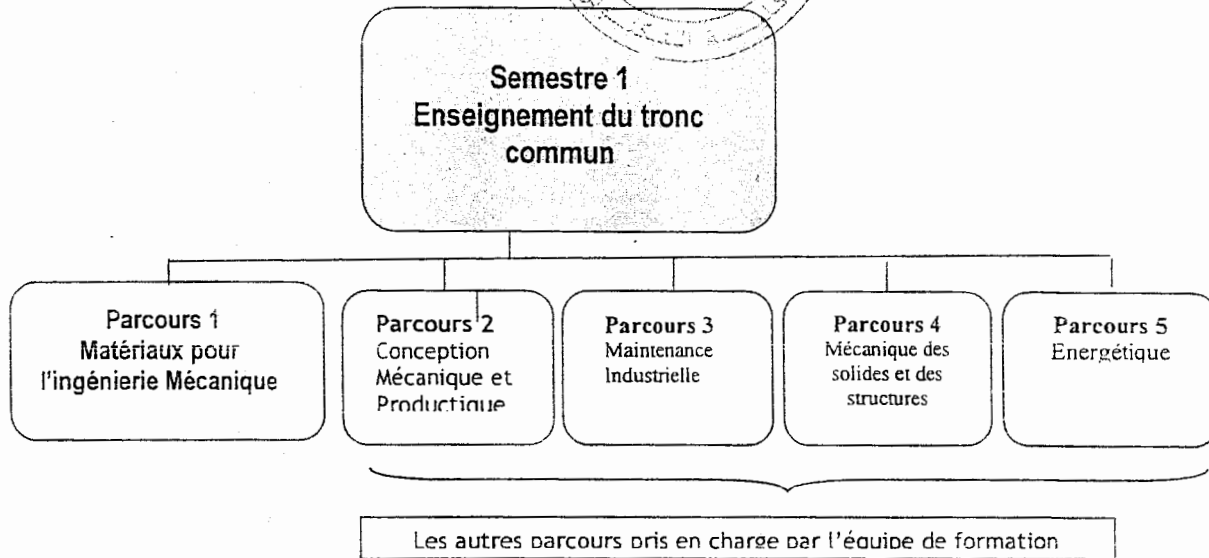 Semestre 1
Enseignement du tronc
commun
Parcours 1
Matériaux pour
l'ingénierie Mécanique
Parcours 2
Conception
Mécanique et
Productique
Parcours 3
Maintenance
Industrielle
Parcours 4
Mécanique des
solides et des
structures
Parcours 5
Energétique
Les autres parcours pris en charge par l'équipe de formation